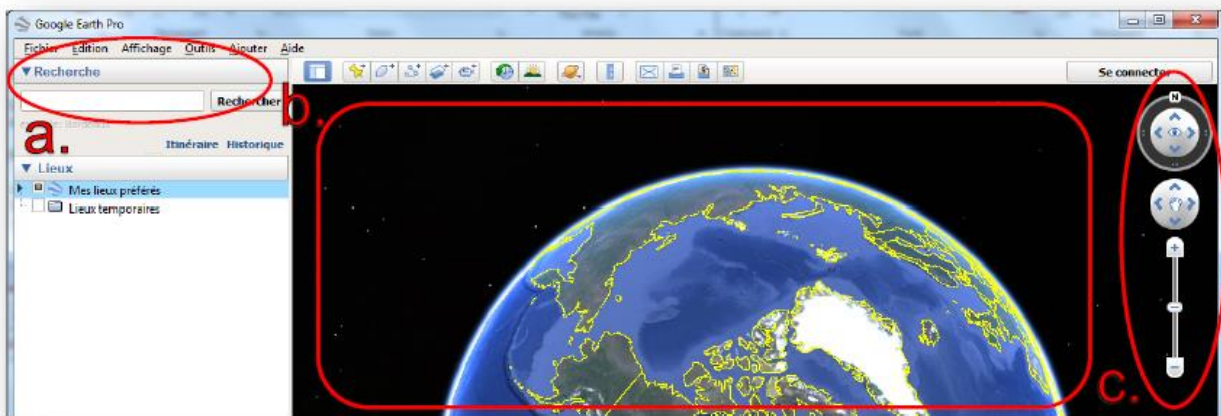 Google Earth Pro
Fichier Edition Affichage Outils Ajouter Aide
Recherche
Se connecter
Rechercher
b.
a.
Itinéraire Historique
Lieux
Mes lieux préférés
Lieux temporaires
N
c.